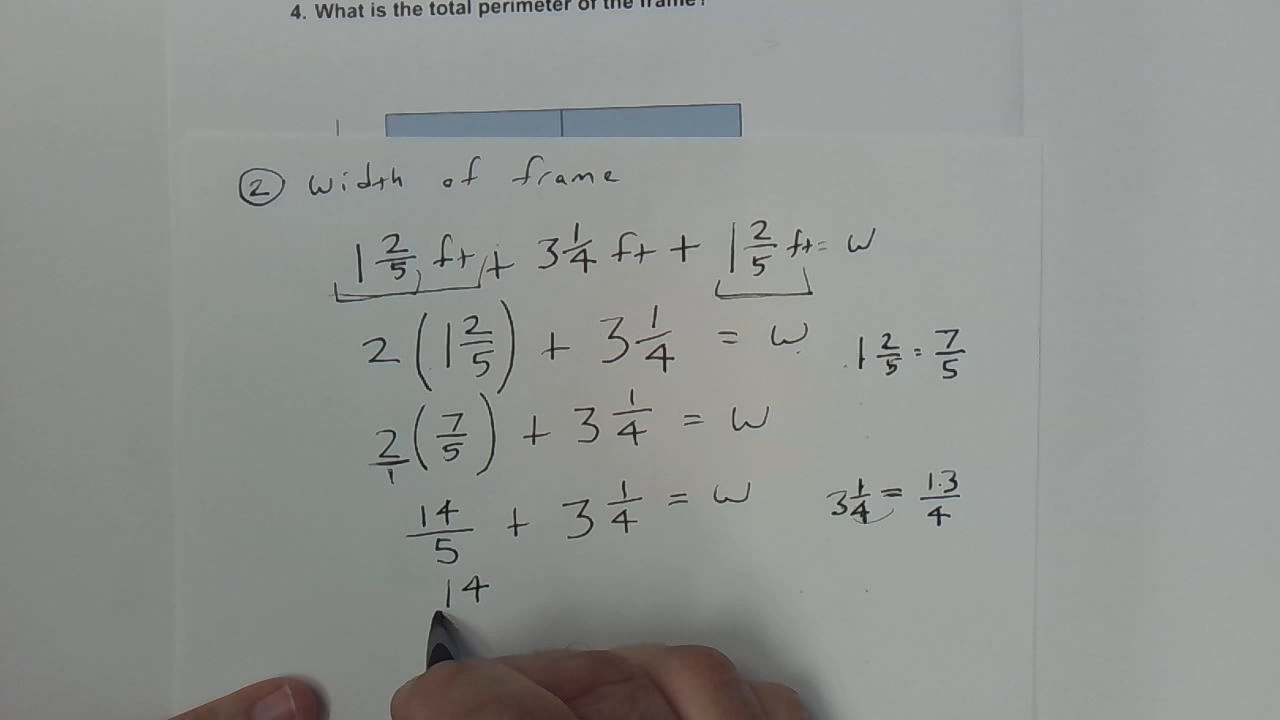 4. What is the total perimeter of the frame?
② width of frame
1 2/5 ft + 3 1/4 ft + 1 2/5 ft = w
2 (1 2/5) + 3 1/4 = w 1 2/5 = 7/5
2/1 (7/5) + 3 1/4 = w
14/5 + 3 1/4 = w 3 1/4 = 13/4
14